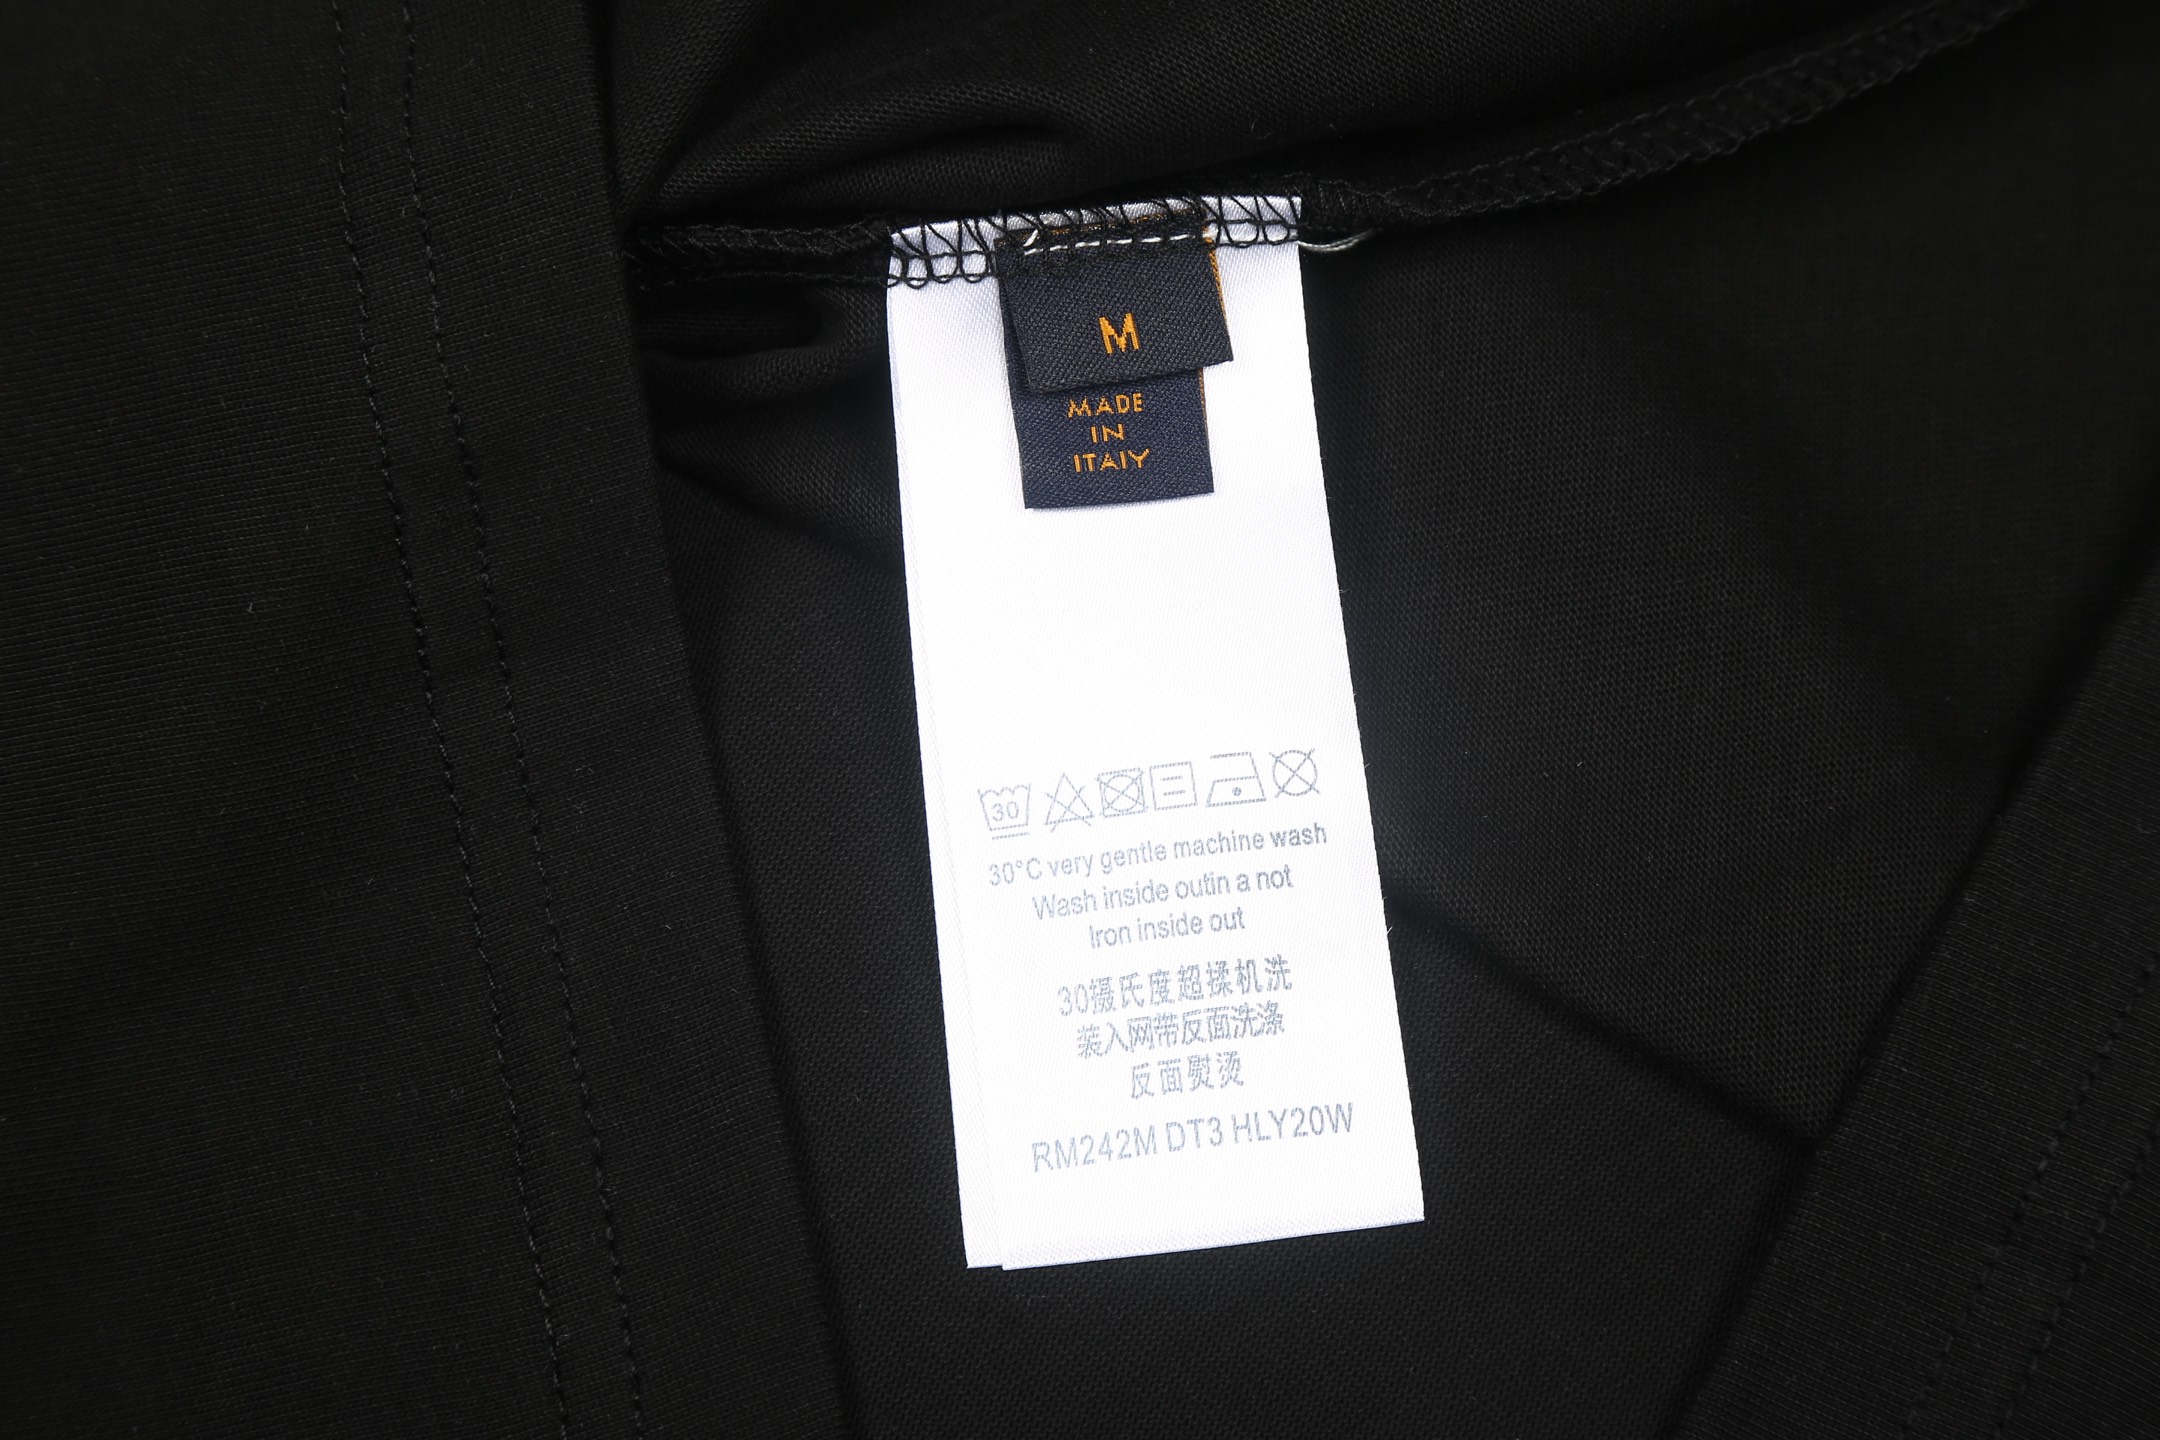 M
MADE
IN
ITAIY
30
30°C very gentle machine wash
Wash inside outin a not
Iron inside out
30摄氏度超揉机洗
装入网带反面洗涤
反面熨烫
RM242M DT3 HLY20W